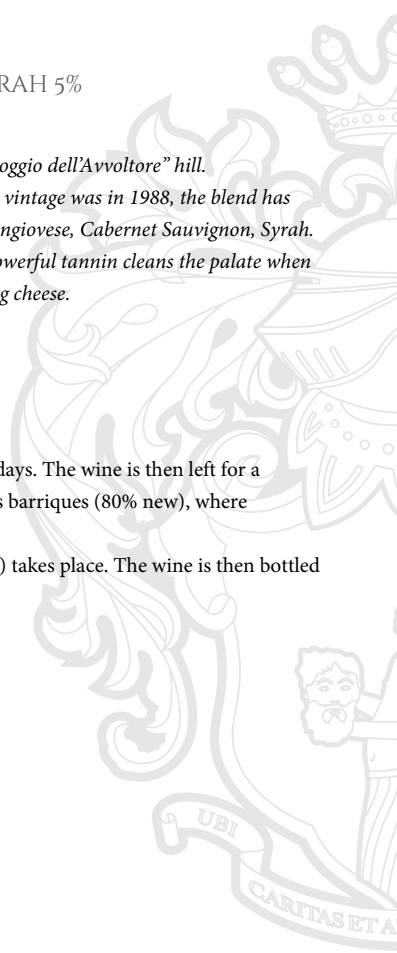 RAH 5%
oggio dell'Avvoltore” hill.
vintage was in 1988, the blend has
ngiovese, Cabernet Sauvignon, Syrah.
owerful tannin cleans the palate when
g cheese.
days. The wine is then left for a
s barriques (80% new), where
) takes place. The wine is then bottled
UBI
CARITAS ET A